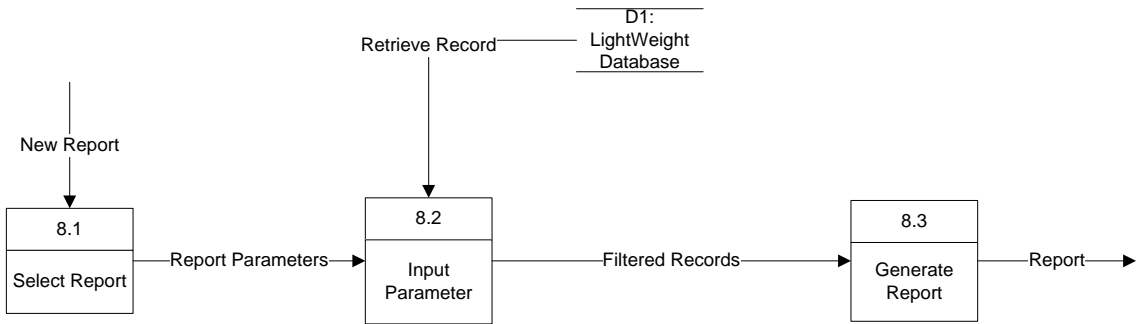 D1:
LightWeight
Database
Retrieve Record
New Report
8.1
Select Report
Report Parameters
8.2
Input
Parameter
Filtered Records
8.3
Generate
Report
Report